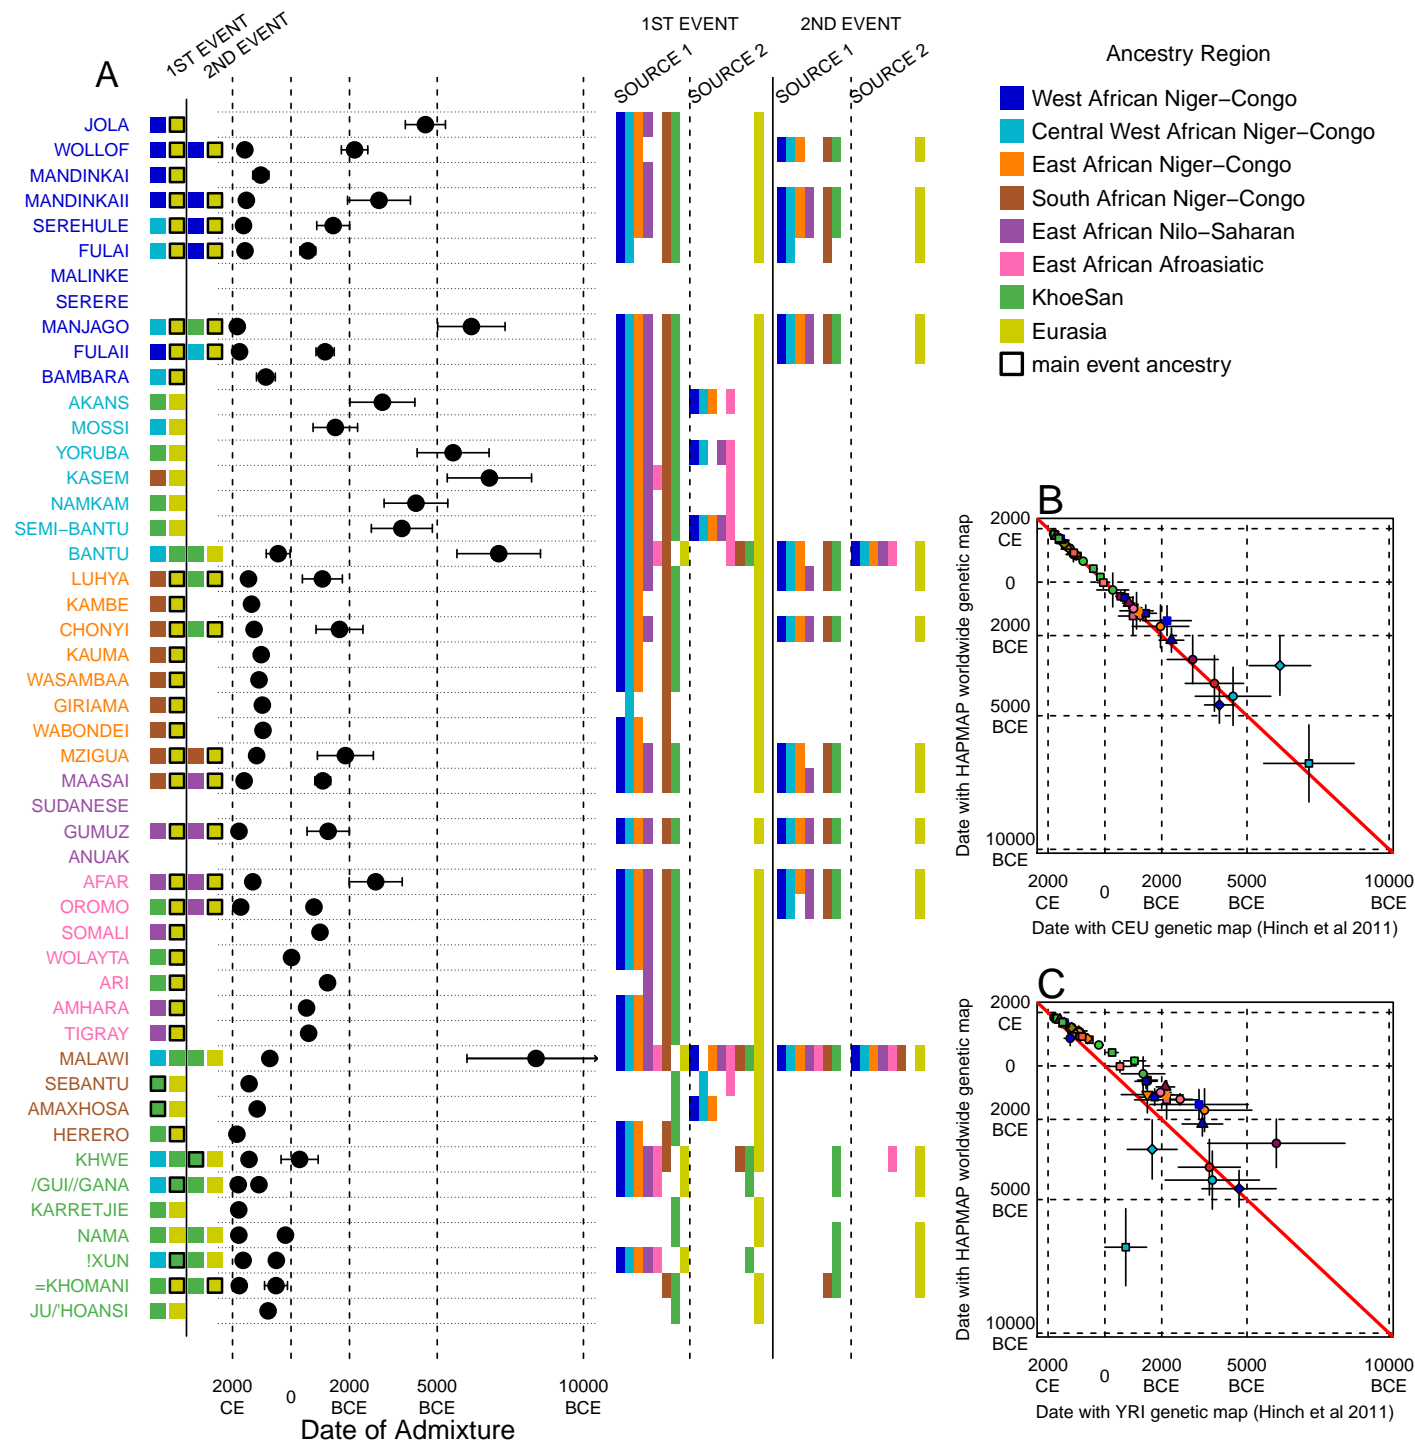 A
1ST EVENT
2ND EVENT
1ST EVENT
2ND EVENT
SOURCE 1
SOURCE 2
SOURCE 1
SOURCE 2
JOLA
WOLLOF
MANDINKAI
MANDINKAII
SEREHULE
FULAI
MALINKE
SERERE
MANJAGO
FULAII
BAMBARA
AKANS
MOSSI
YORUBA
KASEM
NAMKAM
SEMI−BANTU
BANTU
LUHYA
KAMBE
CHONYI
KAUMA
WASAMBAA
GIRIAMA
WABONDEI
MZIGUA
MAASAI
SUDANESE
GUMUZ
ANUAK
AFAR
OROMO
SOMALI
WOLAYTA
ARI
AMHARA
TIGRAY
MALAWI
SEBANTU
AMAXHOSA
HERERO
KHWE
/GUI//GANA
KARRETJIE
NAMA
!XUN
=KHOMANI
JU/'HOANSI
2000 CE
0
2000 BCE
5000 BCE
10000 BCE
Date of Admixture
Ancestry Region
West African Niger−Congo
Central West African Niger−Congo
East African Niger−Congo
South African Niger−Congo
East African Nilo−Saharan
East African Afroasiatic
KhoeSan
Eurasia
main event ancestry
B
Date with HAPMAP worldwide genetic map
2000 CE
0
2000 BCE
5000 BCE
10000 BCE
2000 CE
0
2000 BCE
5000 BCE
10000 BCE
Date with CEU genetic map (Hinch et al 2011)
C
Date with HAPMAP worldwide genetic map
2000 CE
0
2000 BCE
5000 BCE
10000 BCE
2000 CE
0
2000 BCE
5000 BCE
10000 BCE
Date with YRI genetic map (Hinch et al 2011)